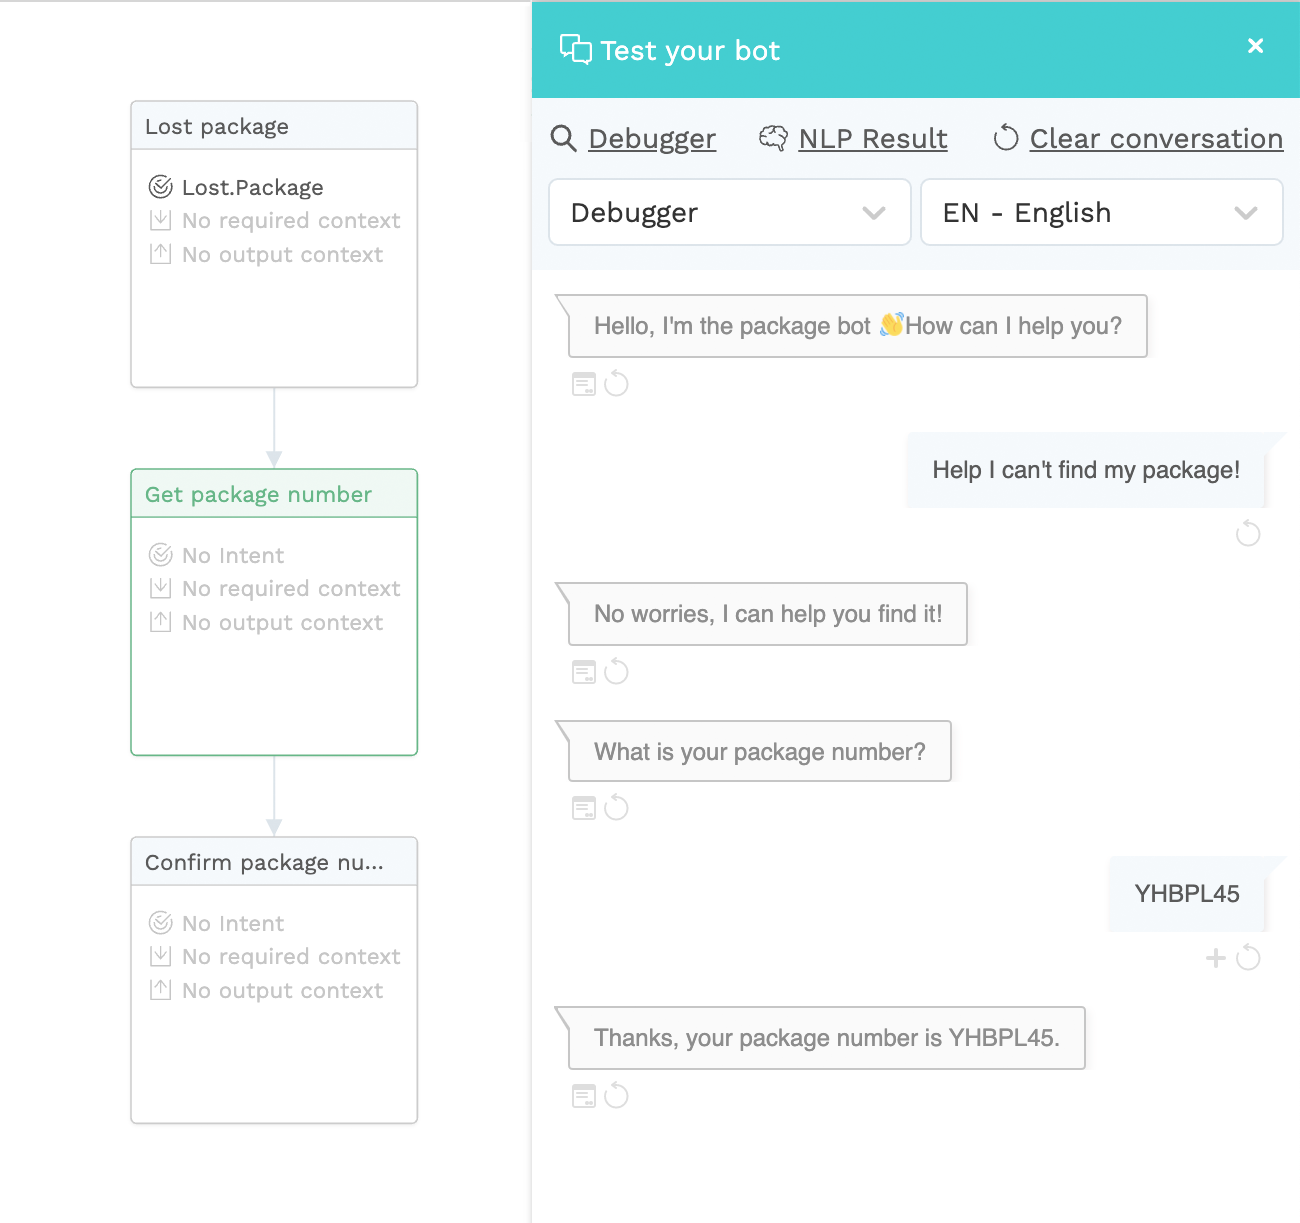 Lost package
Lost.Package
No required context
No output context
Get package number
No Intent
No required context
No output context
Confirm package nu...
No Intent
No required context
No output context
Test your bot
Debugger
NLP Result
Clear conversation
Debugger
EN - English
Hello, I'm the package bot 👋How can I help you?
Help I can't find my package!
No worries, I can help you find it!
What is your package number?
YHBPL45
Thanks, your package number is YHBPL45.